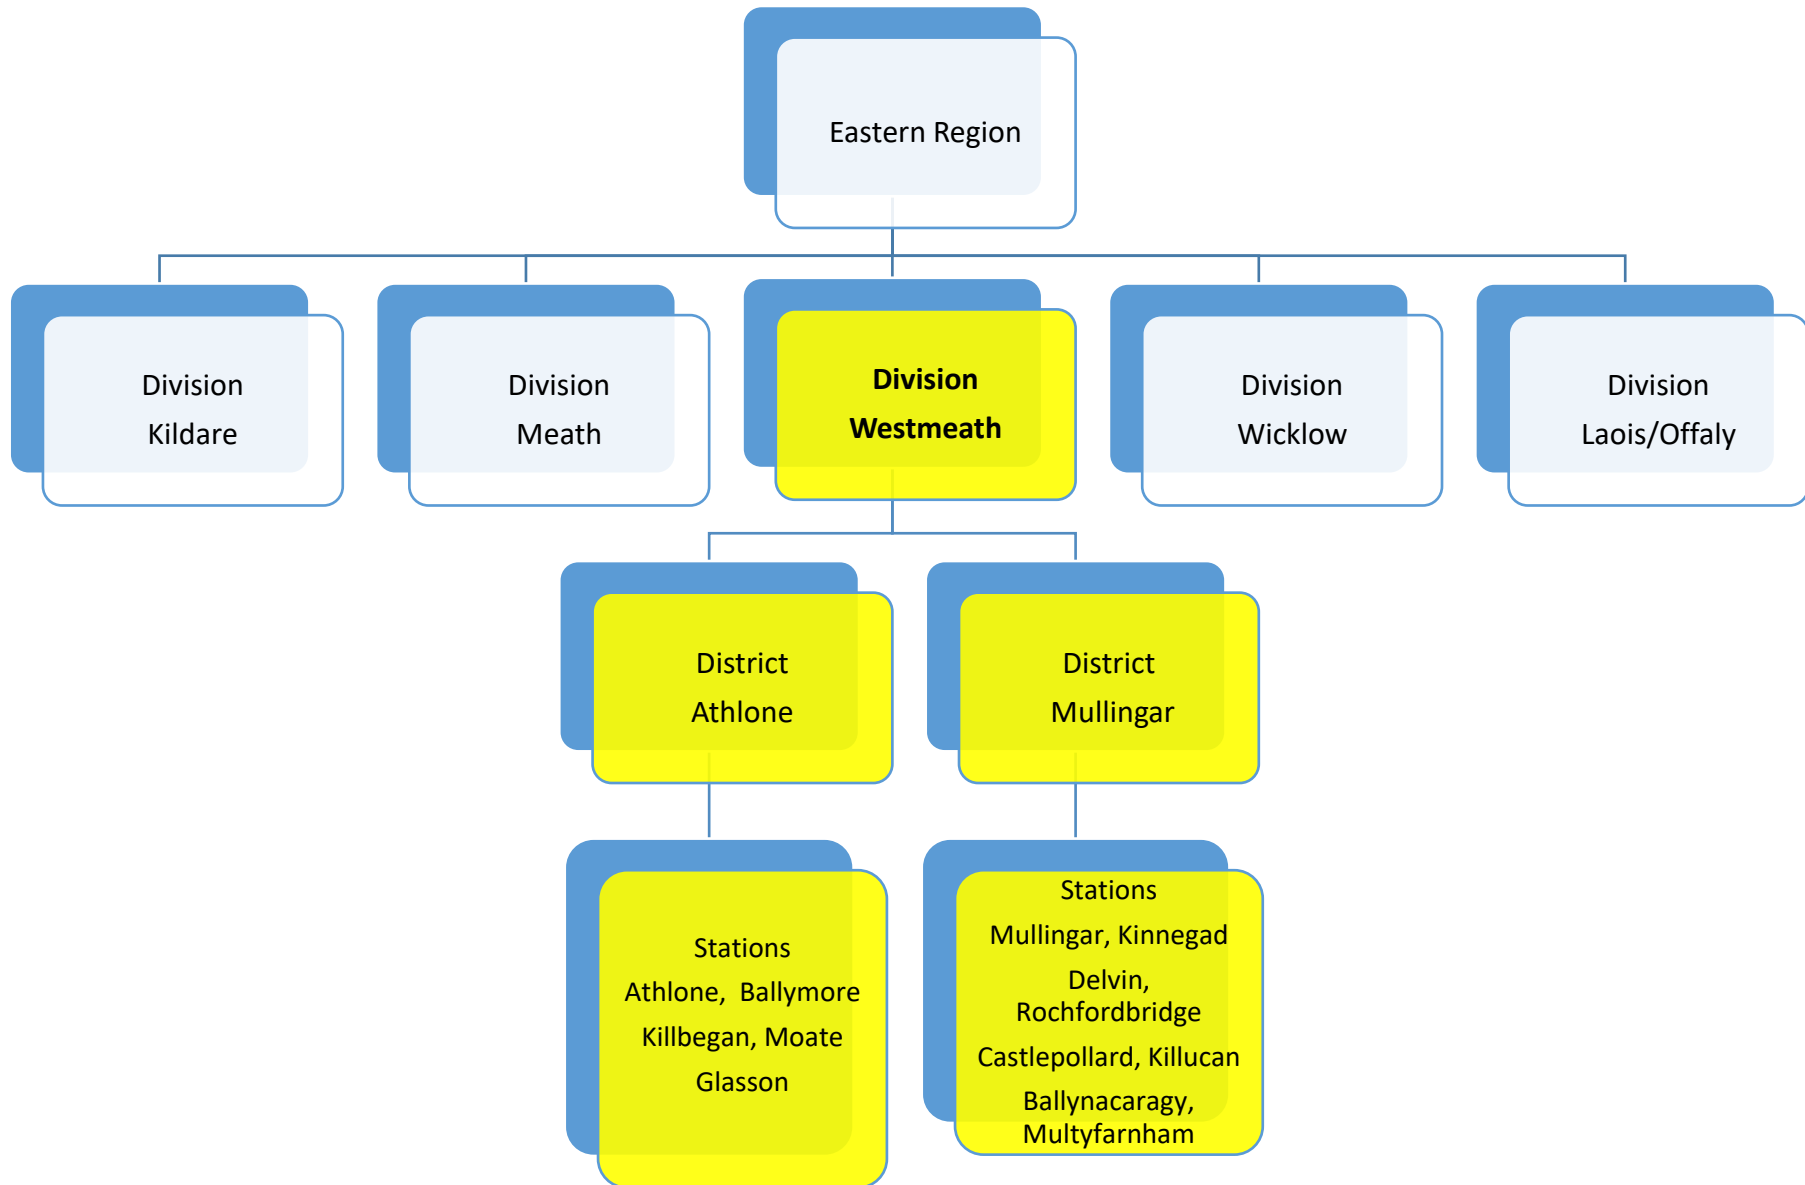 Eastern Region
Division
Kildare
Division
Meath
Division
Westmeath
Division
Wicklow
Division
Laois/Offaly
District
Athlone
District
Mullingar
Stations
Athlone,  Ballymore
Killbegan, Moate
Glasson
Stations
Mullingar, Kinnegad
Delvin,
Rochfordbridge
Castlepollard, Killucan
Ballynacaragy,
Multyfarnham